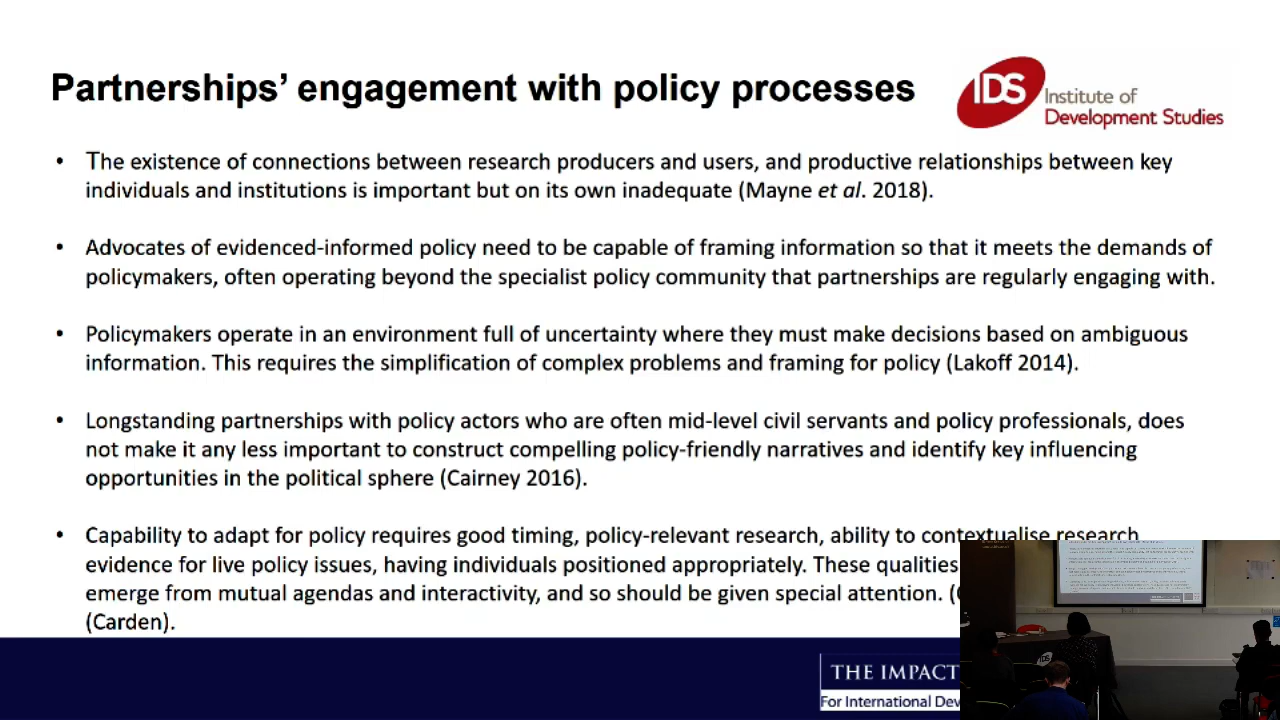 Partnerships’ engagement with policy processes
IDS
Institute of
Development Studies
• The existence of connections between research producers and users, and productive relationships between key
individuals and institutions is important but on its own inadequate (Mayne et al. 2018).
• Advocates of evidenced-informed policy need to be capable of framing information so that it meets the demands of
policymakers, often operating beyond the specialist policy community that partnerships are regularly engaging with.
• Policymakers operate in an environment full of uncertainty where they must make decisions based on ambiguous
information. This requires the simplification of complex problems and framing for policy (Lakoff 2014).
• Longstanding partnerships with policy actors who are often mid-level civil servants and policy professionals, does
not make it any less important to construct compelling policy-friendly narratives and identify key influencing
opportunities in the political sphere (Cairney 2016).
• Capability to adapt for policy requires good timing, policy-relevant research, ability to contextualise research
evidence for live policy issues, having individuals positioned appropriately. These qualities
emerge from mutual agendas and interactivity, and so should be given special attention.
(Carden).
THE IMPACT
For International
IDS